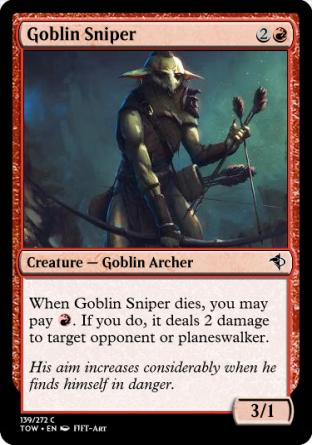 Goblin Sniper 2
Creature — Goblin Archer
When Goblin Sniper dies, you may
pay . If you do, it deals 2 damage
to target opponent or planeswalker.
His aim increases considerably when he
finds himself in danger.
3/1
139/272 C
TOW • EN FIFT-ART